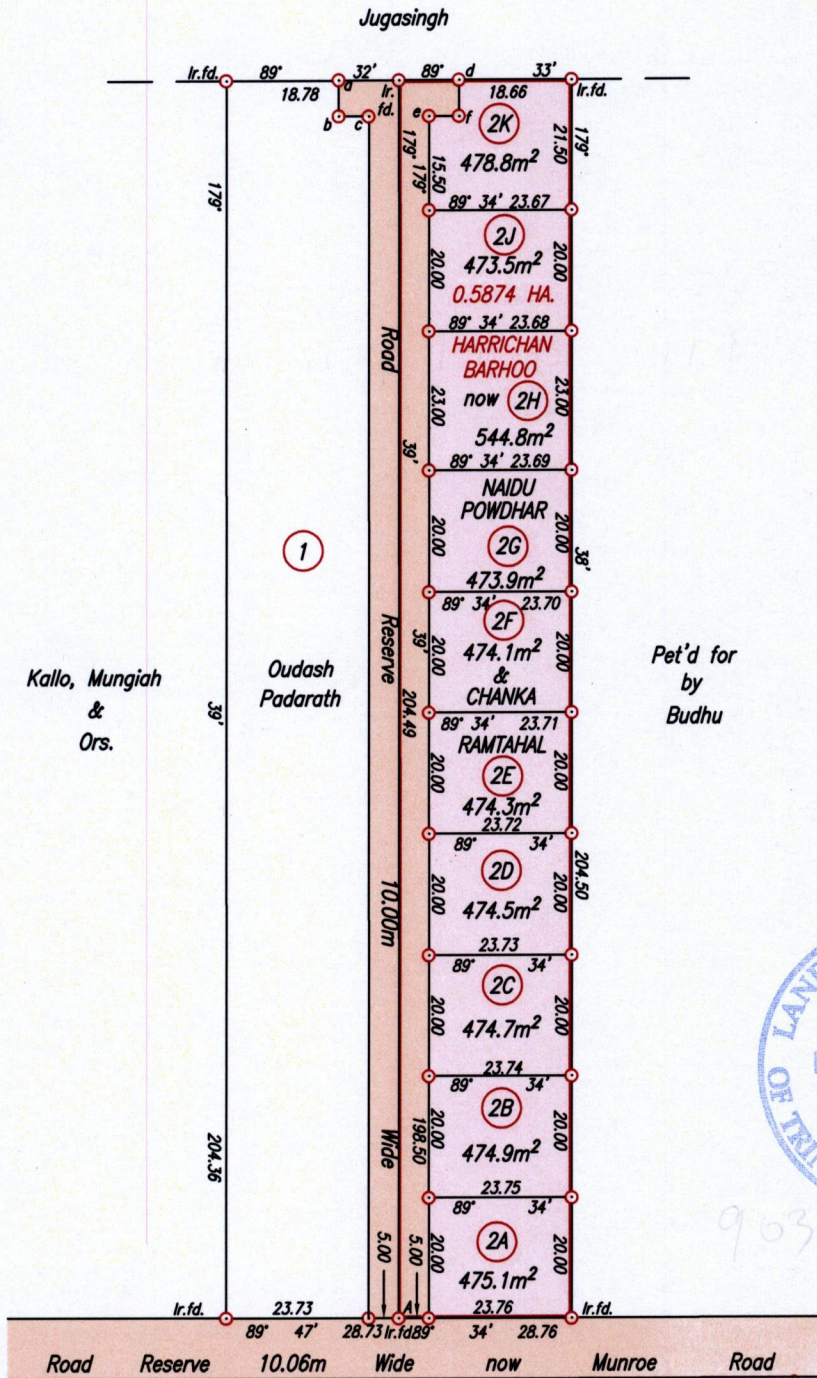 Jugasingh
Ir.fd. 89° 32' 89° d 33'
18.78 a Ir. 18.66 Ir.fd.
b c fd. e f
2K
478.8m²
179° 179° 179° 15.50 21.50 179°
89° 34' 23.67
2J
20.00 473.5m² 20.00
0.5874 HA.
89° 34' 23.68
Road
HARRICHAN
BARHOO
now 2H
23.00 544.8m² 23.00
39' 89° 34' 23.69
NAIDU
POWDHAR
1 20.00 2G 20.00 38'
473.9m²
89° 34' 23.70
2F
Reserve 39' 20.00 474.1m² 20.00
&
CHANKA
Kallo, Mungiah
&
Ors.
39'
Oudash
Padarath
204.49
Pet'd for
by
Budhu
89° 34' 23.71
RAMTAHAL
20.00 2E 20.00
474.3m²
23.72
89° 34' 204.50
10.00m 20.00 2D 20.00
474.5m²
23.73
89° 34'
20.00 2C 20.00
474.7m²
23.74
89° 34'
204.36 Wide 198.50 20.00 2B 20.00
474.9m²
23.75
89° 34'
5.00 5.00 20.00 2A 20.00
475.1m²
LAND
OF TRIN
903
Ir.fd. 23.73 A 23.76 Ir.fd.
89° 47' 28.73 Ir.fd 89° 34' 28.76
Road Reserve 10.06m Wide now Munroe Road